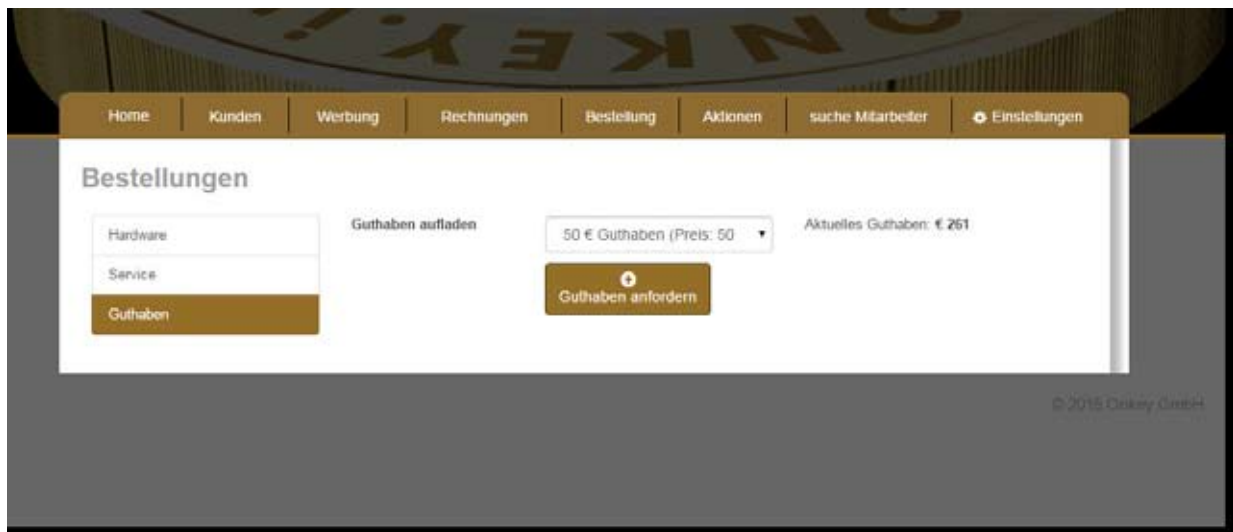 ONKEY.i
Home Kunden Werbung Rechnungen Bestellung Aktionen suche Mitarbeiter Einstellungen
Bestellungen
Hardware
Service
Guthaben
Guthaben aufladen
50 € Guthaben (Preis: 50
Guthaben anfordern
Aktuelles Guthaben: € 261
© 2015 Onkey GmbH